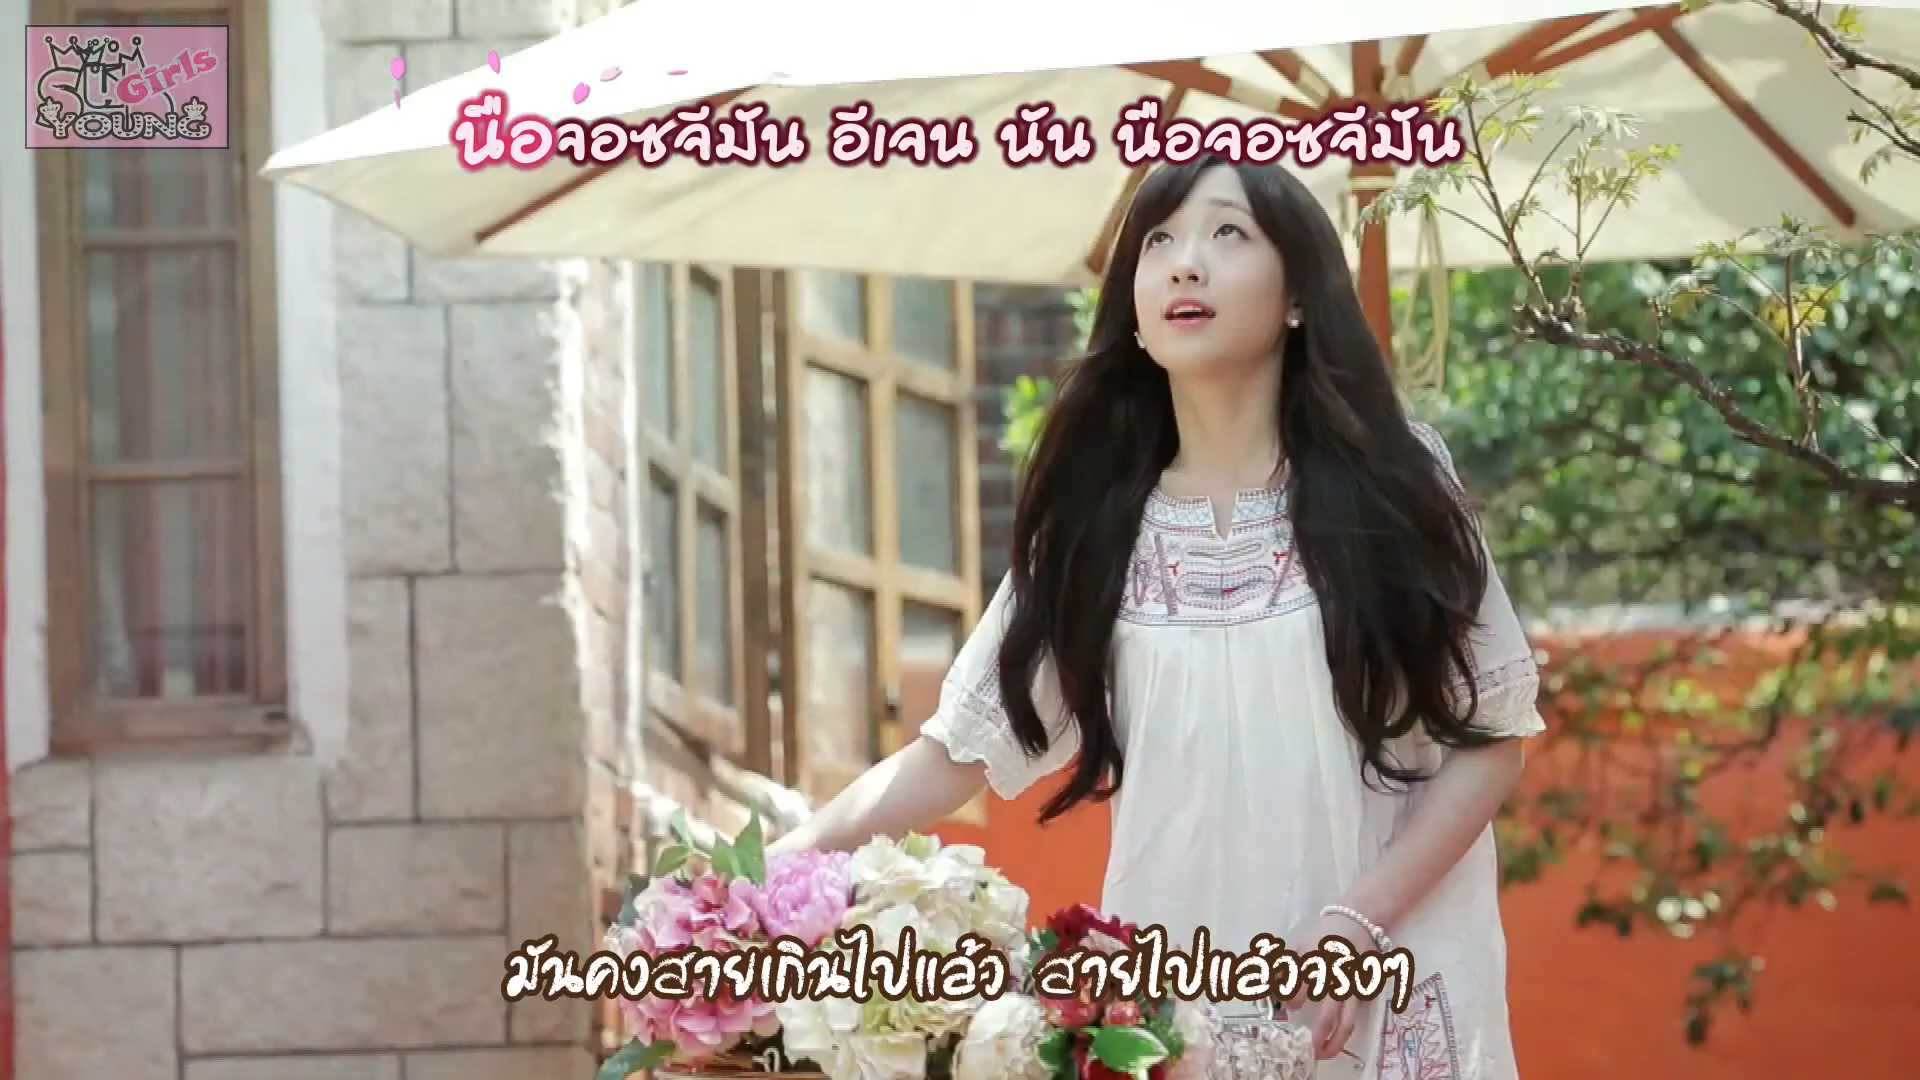 Girls
YOUNG
นือจอซจีมัน อีเจน นัน นือจอซจีมัน
มันคงสายเกินไปแล้ว สายไปแล้วจริงๆ